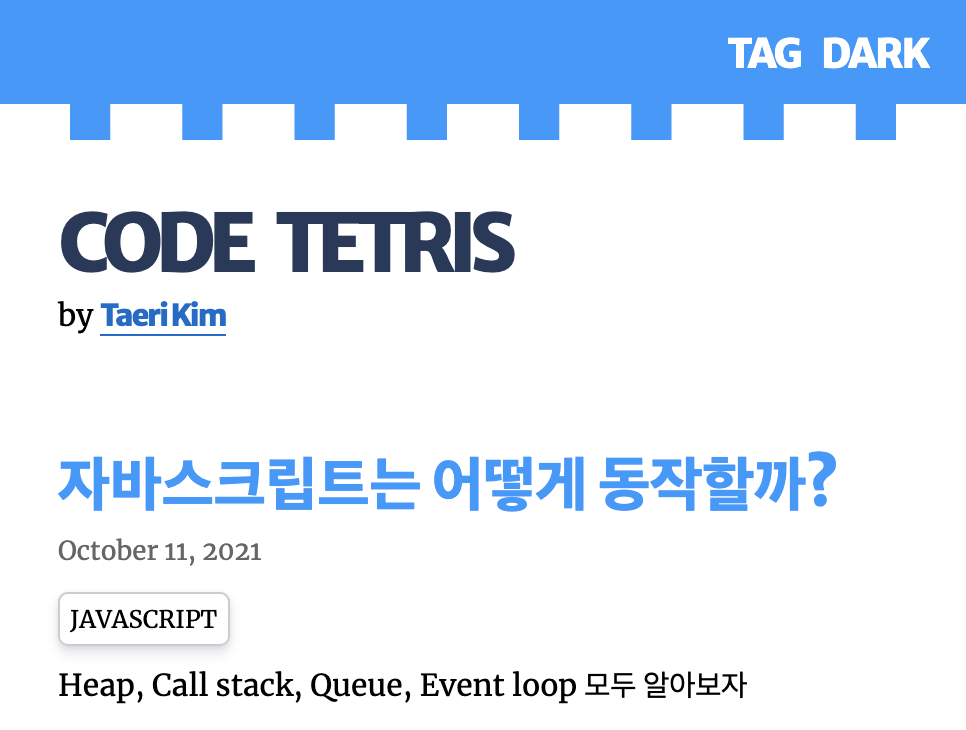 TAG DARK
CODE TETRIS
by Taeri Kim
자바스크립트는 어떻게 동작할까?
October 11, 2021
JAVASCRIPT
Heap, Call stack, Queue, Event loop 모두 알아보자